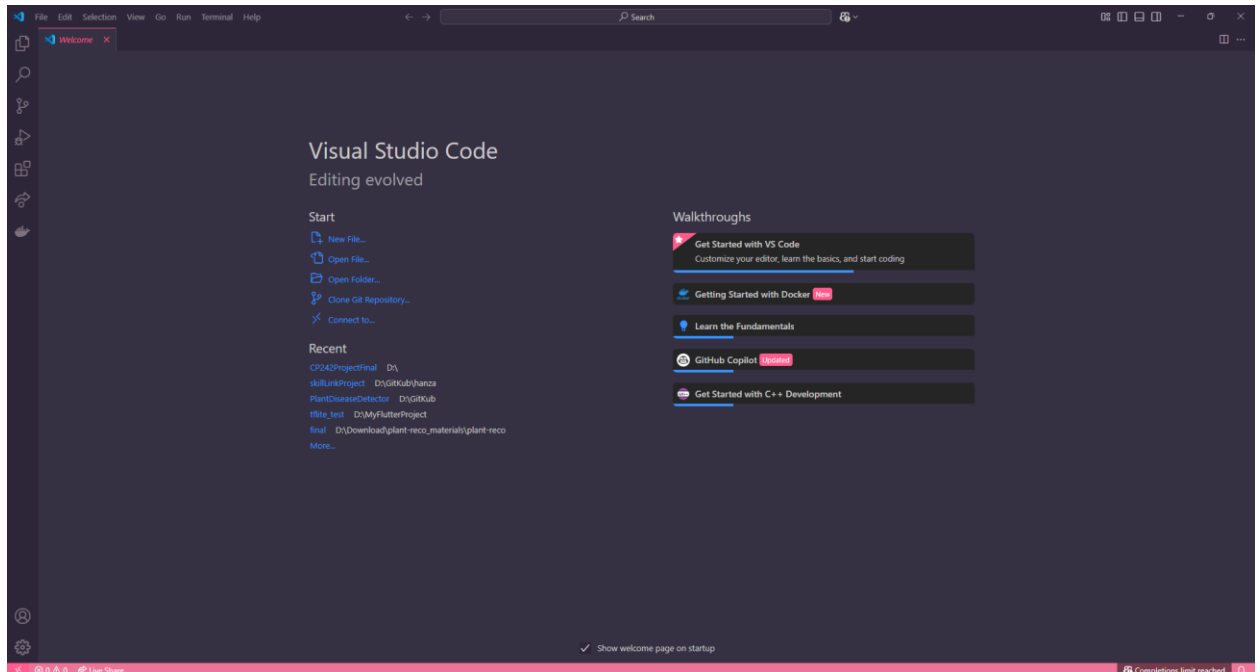 File Edit Selection View Go Run Terminal Help
Search
Welcome
Visual Studio Code
Editing evolved
Start
New File...
Open File...
Open Folder...
Clone Git Repository...
Connect to...
Recent
CP242ProjectFinal D:\
skillLinkProject D:\GitKub\hanza
PlantDiseaseDetector D:\GitKub
tflite_test D:\MyFlutterProject
final D:\Download\plant-reco_materials\plant-reco
More...
Walkthroughs
Get Started with VS Code
Customize your editor, learn the basics, and start coding
Getting Started with Docker New
Learn the Fundamentals
GitHub Copilot Updated
Get Started with C++ Development
Show welcome page on startup
0 0 Live Share
Completions limit reached